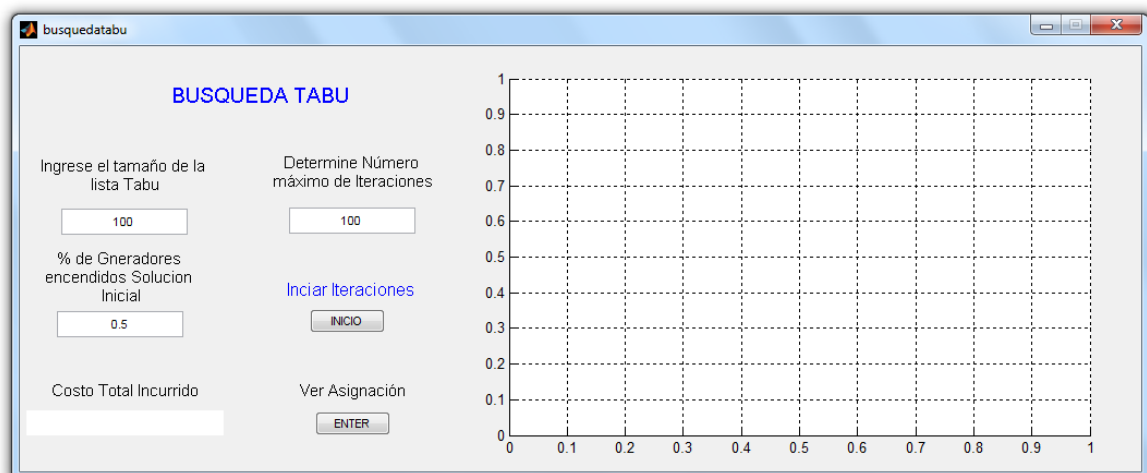 busquedatabu
BUSQUEDA TABU
Ingrese el tamaño de la
lista Tabu
100
Determine Número
máximo de Iteraciones
100
% de Gneradores
encendidos Solucion
Inicial
0.5
Inciar Iteraciones
INICIO
Costo Total Incurrido
Ver Asignación
ENTER
1
0.9
0.8
0.7
0.6
0.5
0.4
0.3
0.2
0.1
0
0 0.1 0.2 0.3 0.4 0.5 0.6 0.7 0.8 0.9 1